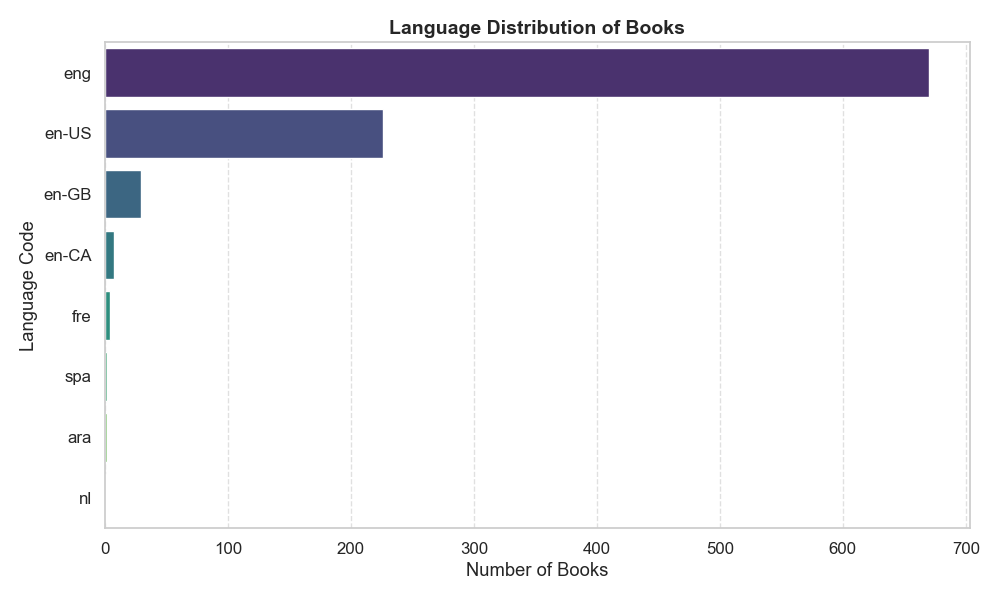 Language Distribution of Books
Language Code
eng
en-US
en-GB
en-CA
fre
spa
ara
nl
0 100 200 300 400 500 600 700
Number of Books